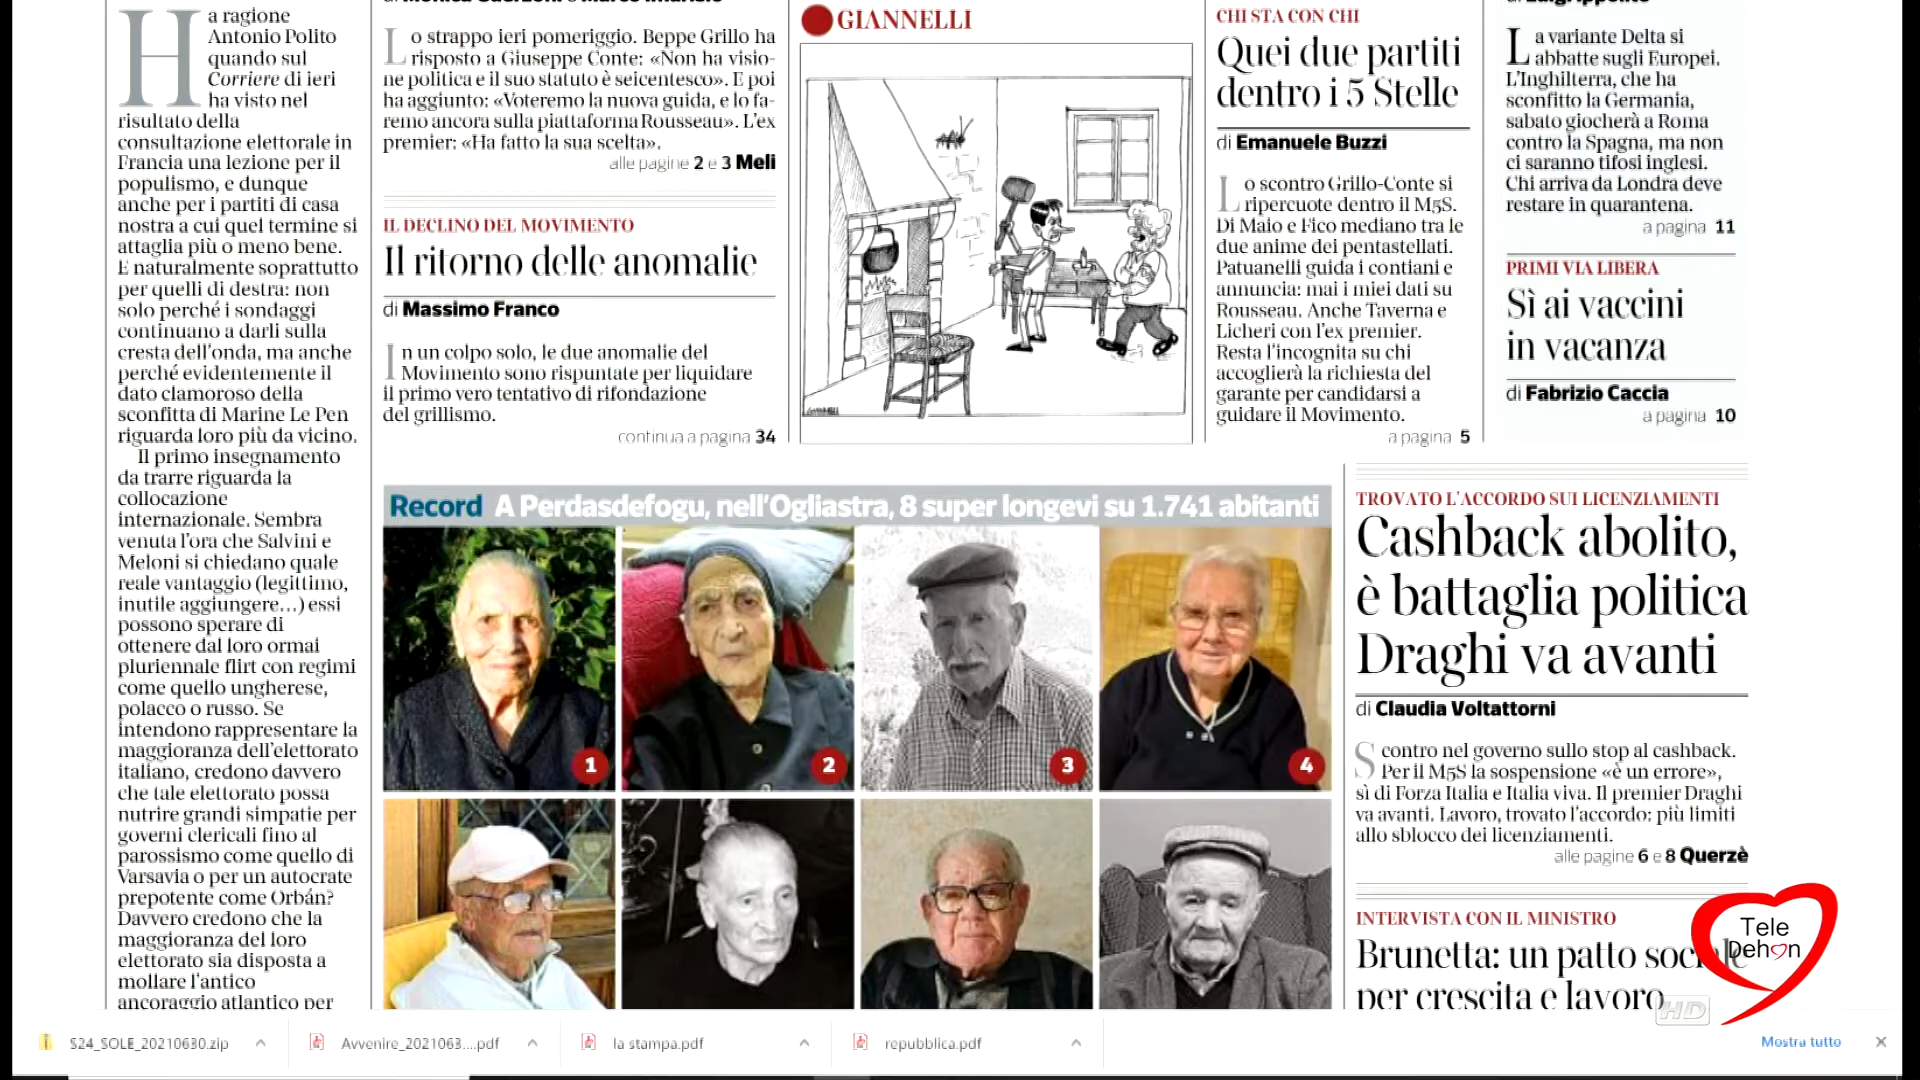 H
a ragione
Antonio Polito
quando sul
Corriere di ieri
ha visto nel
risultato della
consultazione elettorale in
Francia una lezione per il
populismo, e dunque
anche per i partiti di casa
nostra a cui quel termine si
attaglia più o meno bene.
E naturalmente soprattutto
per quelli di destra: non
solo perché i sondaggi
continuano a darli sulla
cresta dell'onda, ma anche
perché evidentemente il
dato clamoroso della
sconfitta di Marine Le Pen
riguarda loro più da vicino.
Il primo insegnamento
da trarre riguarda la
collocazione
internazionale. Sembra
venuta l'ora che Salvini e
Meloni si chiedano quale
reale vantaggio (legittimo,
inutile aggiungere...) essi
possono sperare di
ottenere dal loro ormai
pluriennale flirt con regimi
come quello ungherese,
polacco o russo. Se
intendono rappresentare la
maggioranza dell'elettorato
italiano, credono davvero
che tale elettorato possa
nutrire grandi simpatie per
governi clericali fino al
parossismo come quello di
Varsavia o per un autocrate
prepotente come Orbán?
Davvero credono che la
maggioranza del loro
elettorato sia disposta a
mollare l'antico
ancoraggio atlantico per
Lo strappo ieri pomeriggio. Beppe Grillo ha
risposto a Giuseppe Conte: «Non ha visio-
ne politica e il suo statuto è seicentesco». E poi
ha aggiunto: «Voteremo la nuova guida, e lo fa-
remo ancora sulla piattaforma Rousseau». L'ex
premier: «Ha fatto la sua scelta».
alle pagine 2 e 3 Meli
IL DECLINO DEL MOVIMENTO
Il ritorno delle anomalie
di Massimo Franco
In un colpo solo, le due anomalie del
Movimento sono rispuntate per liquidare
il primo vero tentativo di rifondazione
del grillismo.
continua a pagina 34
GIANNELLI
GIANNELLI
CHI STA CON CHI
Quei due partiti
dentro i 5 Stelle
di Emanuele Buzzi
Lo scontro Grillo-Conte si
ripercuote dentro il M5S.
Di Maio e Fico mediano tra le
due anime dei pentastellati.
Patuanelli guida i contiani e
annuncia: mai i miei dati su
Rousseau. Anche Taverna e
Licheri con l'ex premier.
Resta l'incognita su chi
accoglierà la richiesta del
garante per candidarsi a
guidare il Movimento.
a pagina 5
di Luigi Ippolito
La variante Delta si
abbatte sugli Europei.
L'Inghilterra, che ha
sconfitto la Germania,
sabato giocherà a Roma
contro la Spagna, ma non
ci saranno tifosi inglesi.
Chi arriva da Londra deve
restare in quarantena.
a pagina 11
PRIMI VIA LIBERA
Sì ai vaccini
in vacanza
di Fabrizio Caccia
a pagina 10
Record A Perdasdefogu, nell'Ogliastra, 8 super longevi su 1.741 abitanti
1
2
3
4
TROVATO L'ACCORDO SUI LICENZIAMENTI
Cashback abolito,
è battaglia politica
Draghi va avanti
di Claudia Voltattorni
Scontro nel governo sullo stop al cashback.
Per il M5S la sospensione «è un errore»,
sì di Forza Italia e Italia viva. Il premier Draghi
va avanti. Lavoro, trovato l'accordo: più limiti
allo sblocco dei licenziamenti.
alle pagine 6 e 8 Querzè
INTERVISTA CON IL MINISTRO
Brunetta: un patto sociale
per crescita e lavoro
Tele
Dehon
HD
S24_SOLE_20210630.zip
Avvenire_2021063....pdf
la stampa.pdf
repubblica.pdf
Mostra tutto